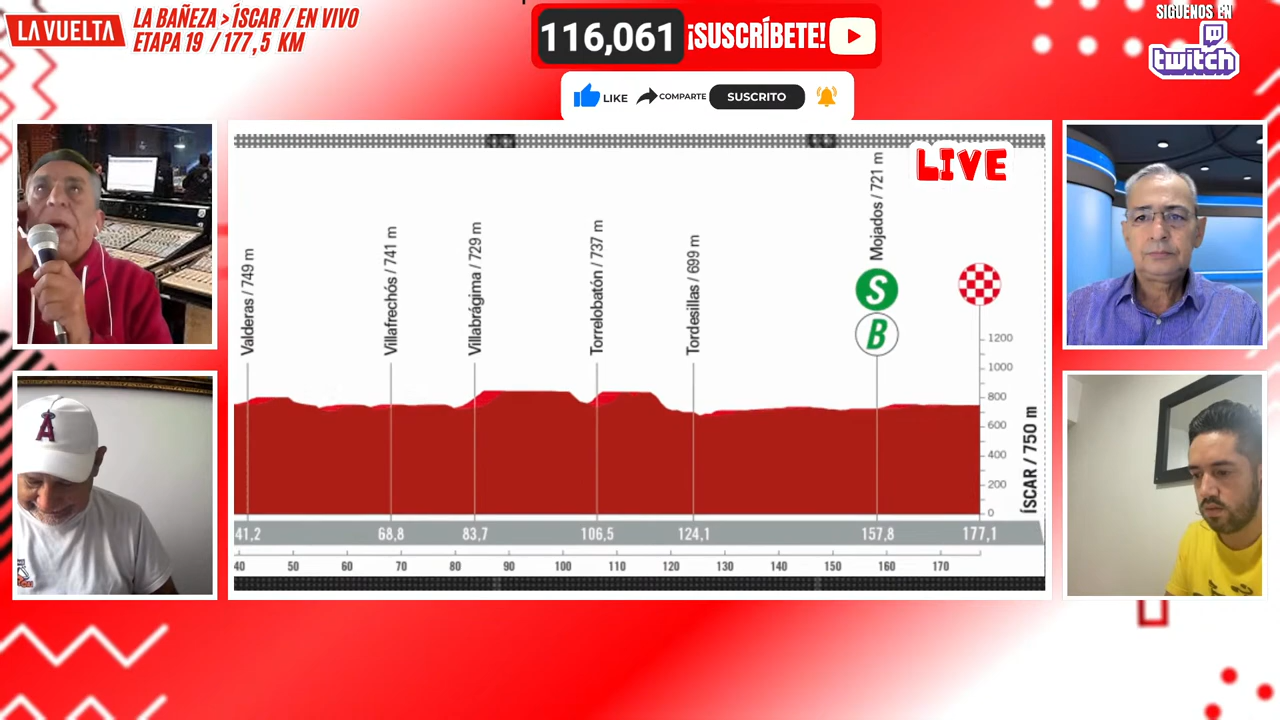 LA VUELTA
LA BAÑEZA > ÍSCAR / EN VIVO
ETAPA 19 / 177,5 KM
116,061
¡SUSCRÍBETE!
SIGUENOS EN
twitch
LIKE
COMPARTE
SUSCRITO
LIVE
Valderas / 749 m
Villafrechós / 741 m
Villabrágima / 729 m
Torrelobatón / 737 m
Tordesillas / 699 m
Mojados / 721 m
S
B
1200
1000
800
600
400
200
0
ÍSCAR / 750 m
41,2 68,8 83,7 106,5 124,1 157,8 177,1
40 50 60 70 80 90 100 110 120 130 140 150 160 170
A